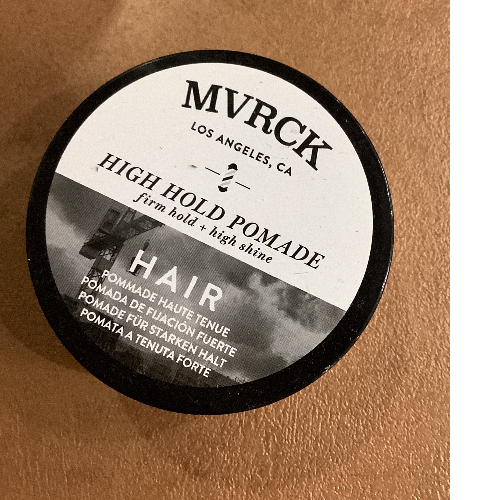 MVRCK
LOS ANGELES, CA
HIGH HOLD POMADE
firm hold + high shine
HAIR
POMMADE HAUTE TENUE
POMADA DE FIJACIÓN FUERTE
POMADE FÜR STARKEN HALT
POMATA A TENUTA FORTE